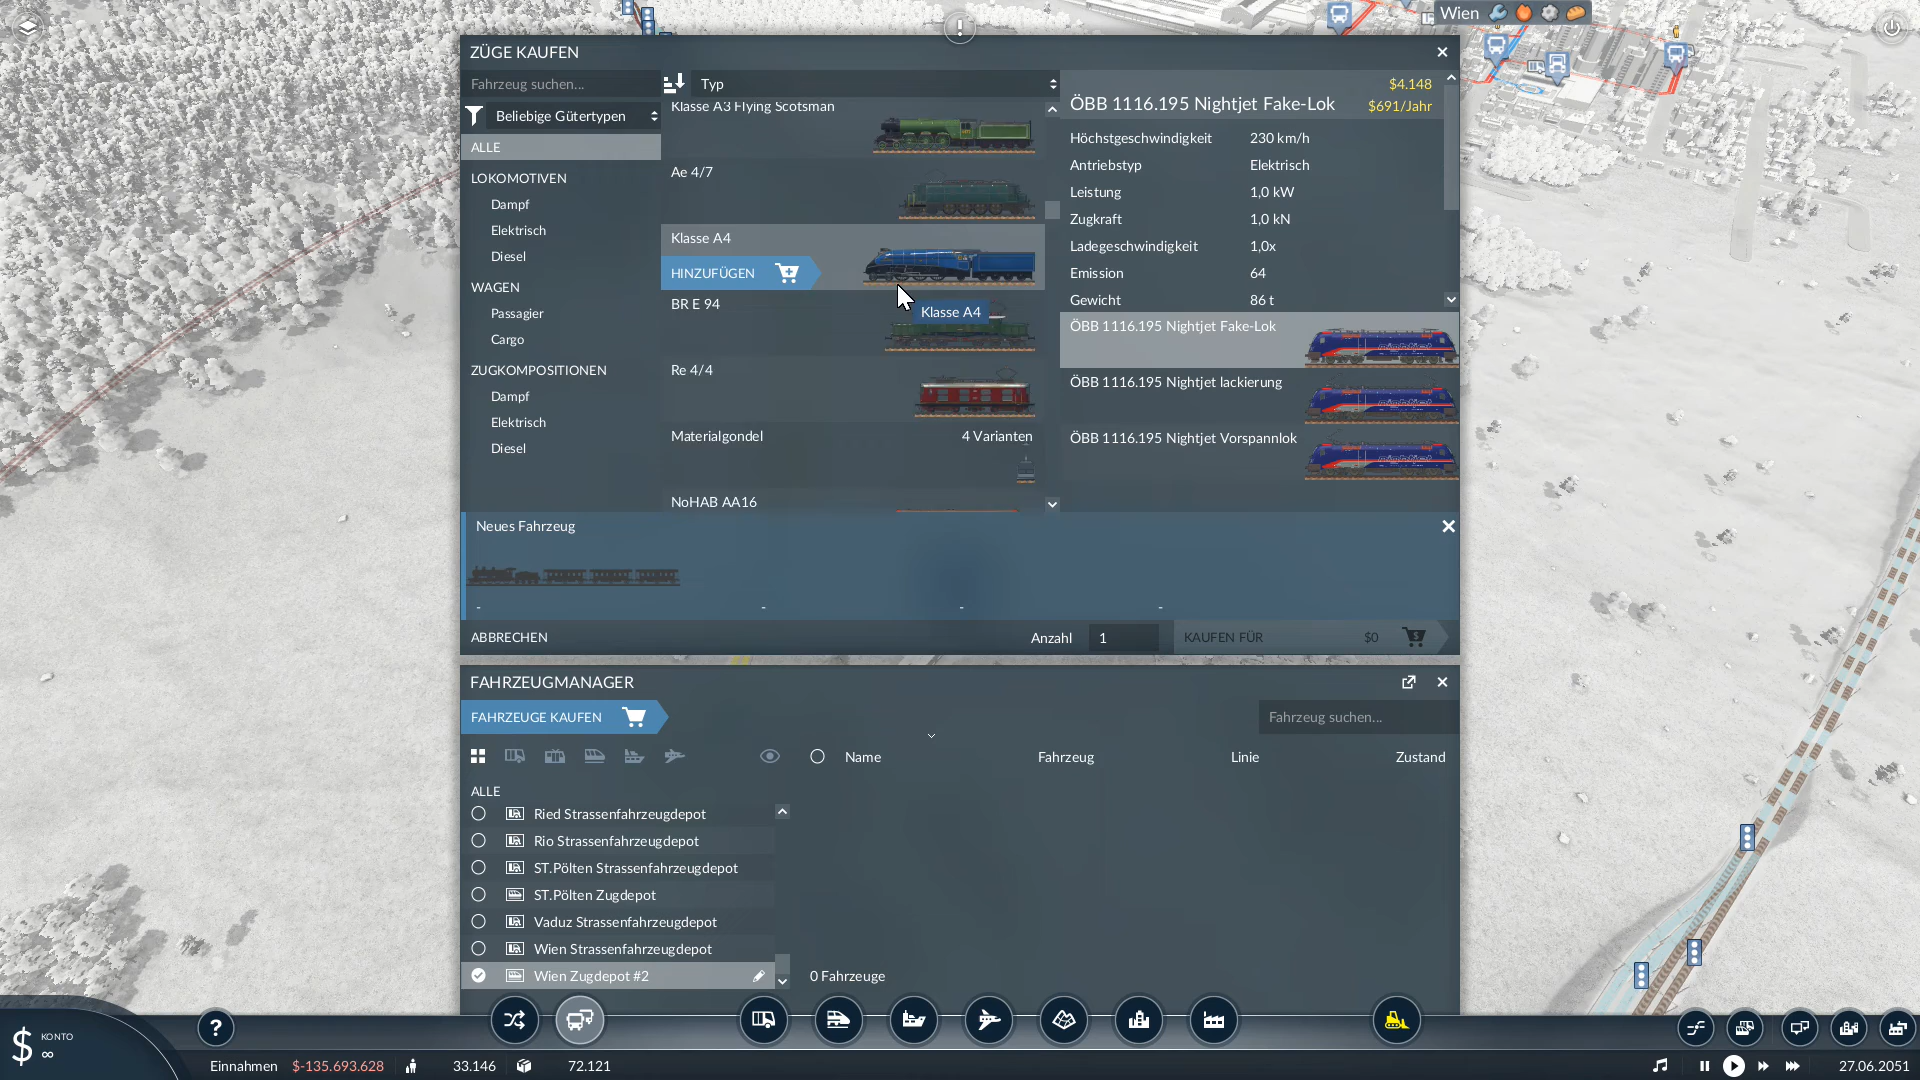 Wien
ZÜGE KAUFEN
Fahrzeug suchen...
Typ
Beliebige Gütertypen
ALLE
LOKOMOTIVEN
Dampf
Elektrisch
Diesel
WAGEN
Passagier
Cargo
ZUGKOMPOSITIONEN
Dampf
Elektrisch
Diesel
Klasse A3 Flying Scotsman
Ae 4/7
Klasse A4
HINZUFÜGEN
Klasse A4
BR E 94
Re 4/4
Materialgondel 4 Varianten
NoHAB AA16
$4.148
ÖBB 1116.195 Nightjet Fake-Lok $691/Jahr
Höchstgeschwindigkeit 230 km/h
Antriebstyp Elektrisch
Leistung 1,0 kW
Zugkraft 1,0 kN
Ladegeschwindigkeit 1,0x
Emission 64
Gewicht 86 t
ÖBB 1116.195 Nightjet Fake-Lok
nightjet
ÖBB 1116.195 Nightjet lackierung
nightjet
ÖBB 1116.195 Nightjet Vorspannlok
nightjet
Neues Fahrzeug
- - - -
ABBRECHEN Anzahl 1 KAUFEN FÜR $0
FAHRZEUGMANAGER
FAHRZEUGE KAUFEN Fahrzeug suchen...
Name Fahrzeug Linie Zustand
ALLE
Ried Strassenfahrzeugdepot
Rio Strassenfahrzeugdepot
ST.Pölten Strassenfahrzeugdepot
ST.Pölten Zugdepot
Vaduz Strassenfahrzeugdepot
Wien Strassenfahrzeugdepot
Wien Zugdepot #2 0 Fahrzeuge
$ KONTO
∞
?
Einnahmen $-135.693.628 33.146 72.121 27.06.2051